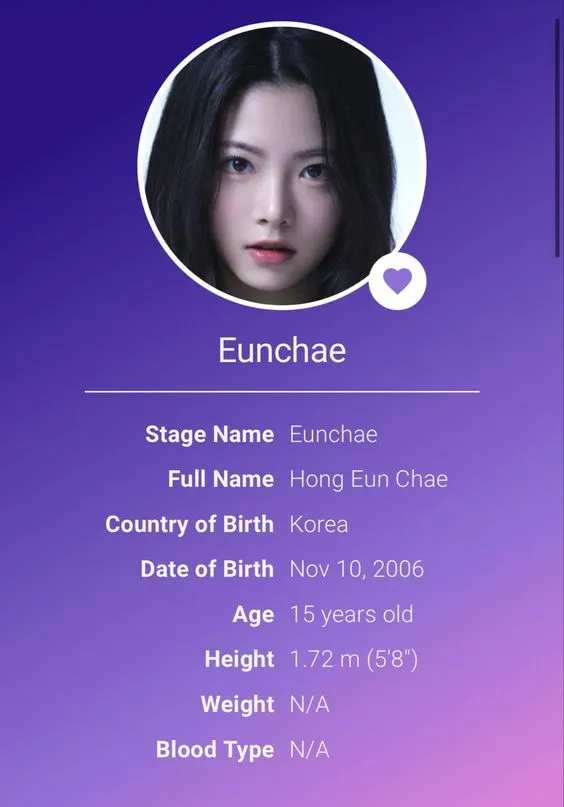 Eunchae
Stage Name Eunchae
Full Name Hong Eun Chae
Country of Birth Korea
Date of Birth Nov 10, 2006
Age 15 years old
Height 1.72 m (5'8")
Weight N/A
Blood Type N/A